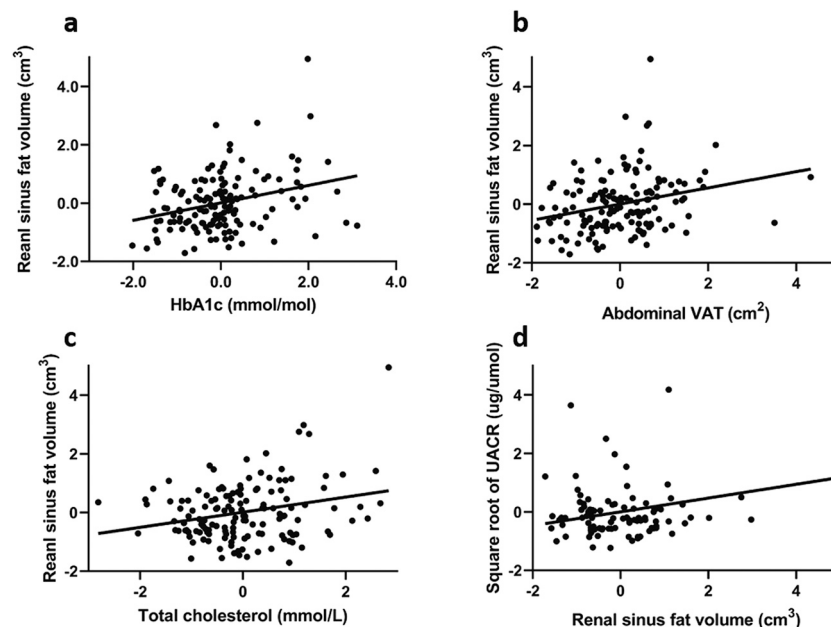 a
Reanl sinus fat volume (cm³)
4.0
2.0
0.0
-2.0
-2.0
0.0
2.0
4.0
HbA1c (mmol/mol)
b
Reanl sinus fat volume (cm³)
4
2
0
-2
-2
0
2
4
Abdominal VAT (cm²)
c
Reanl sinus fat volume (cm³)
4
2
0
-2
-2
0
2
Total cholesterol (mmol/L)
d
Square root of UACR (ug/umol)
4
2
0
-2
-2
0
2
4
Renal sinus fat volume (cm³)